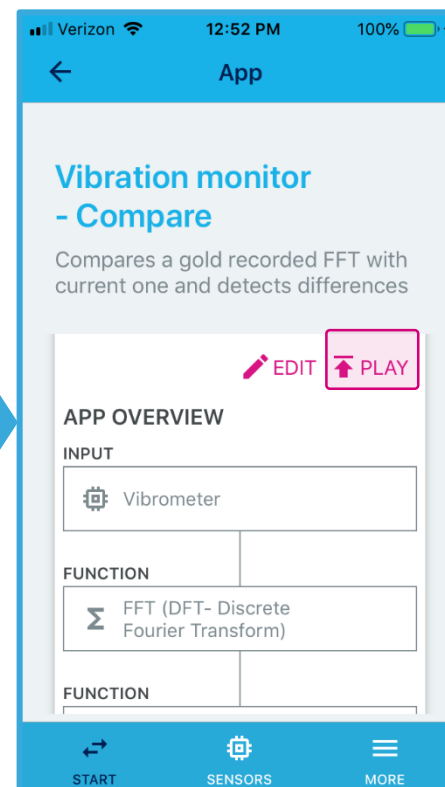 Verizon 12:52 PM 100%
App
Vibration monitor
- Compare
Compares a gold recorded FFT with
current one and detects differences
EDIT PLAY
APP OVERVIEW
INPUT
Vibrometer
FUNCTION
Σ FFT (DFT- Discrete
Fourier Transform)
FUNCTION
START SENSORS MORE